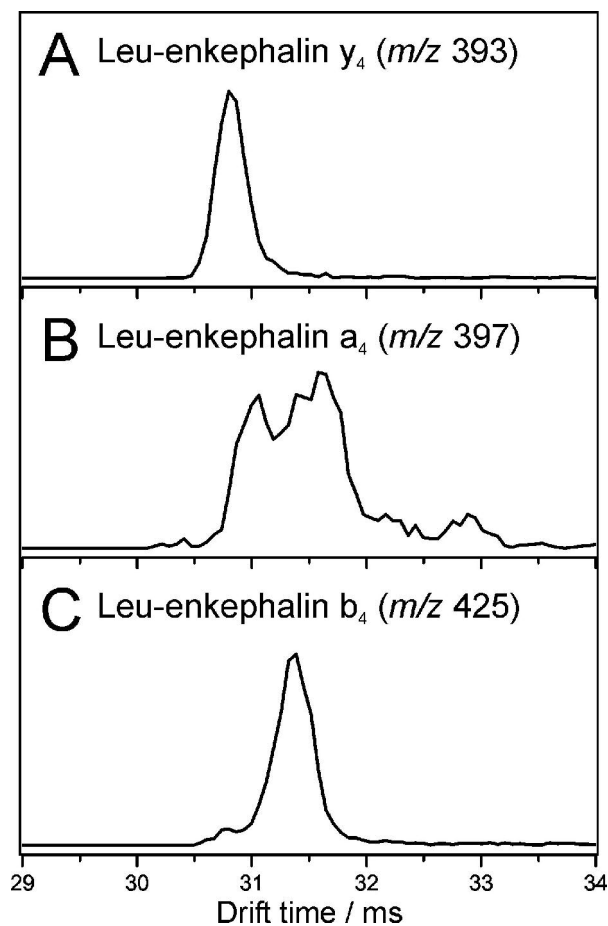 A Leu-enkephalin y₄ (m/z 393)
B Leu-enkephalin a₄ (m/z 397)
C Leu-enkephalin b₄ (m/z 425)
29 30 31 32 33 34
Drift time / ms